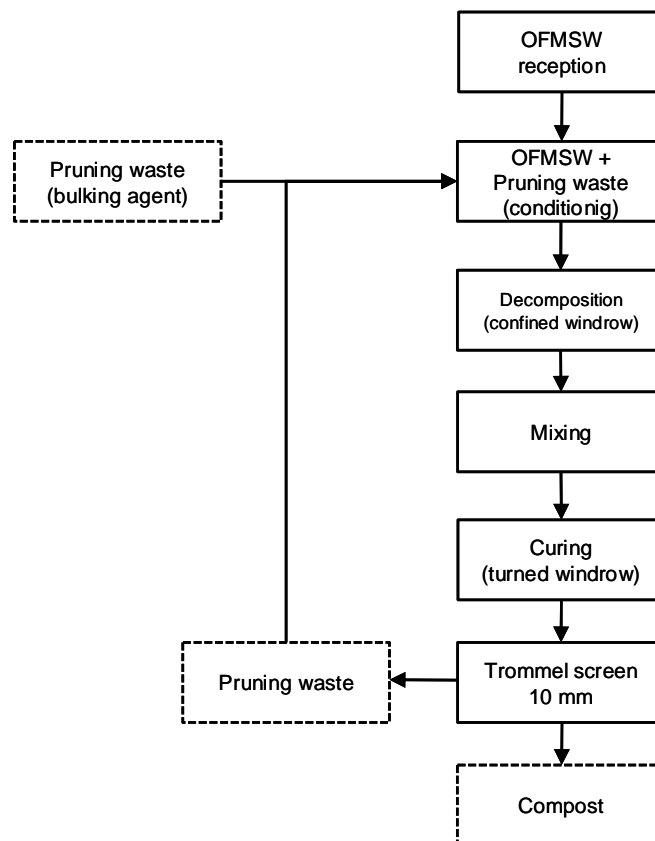 OFMSW
reception
Pruning waste
(bulking agent)
OFMSW +
Pruning waste
(conditionig)
Decomposition
(confined windrow)
Mixing
Curing
(turned windrow)
Pruning waste
Trommel screen
10 mm
Compost